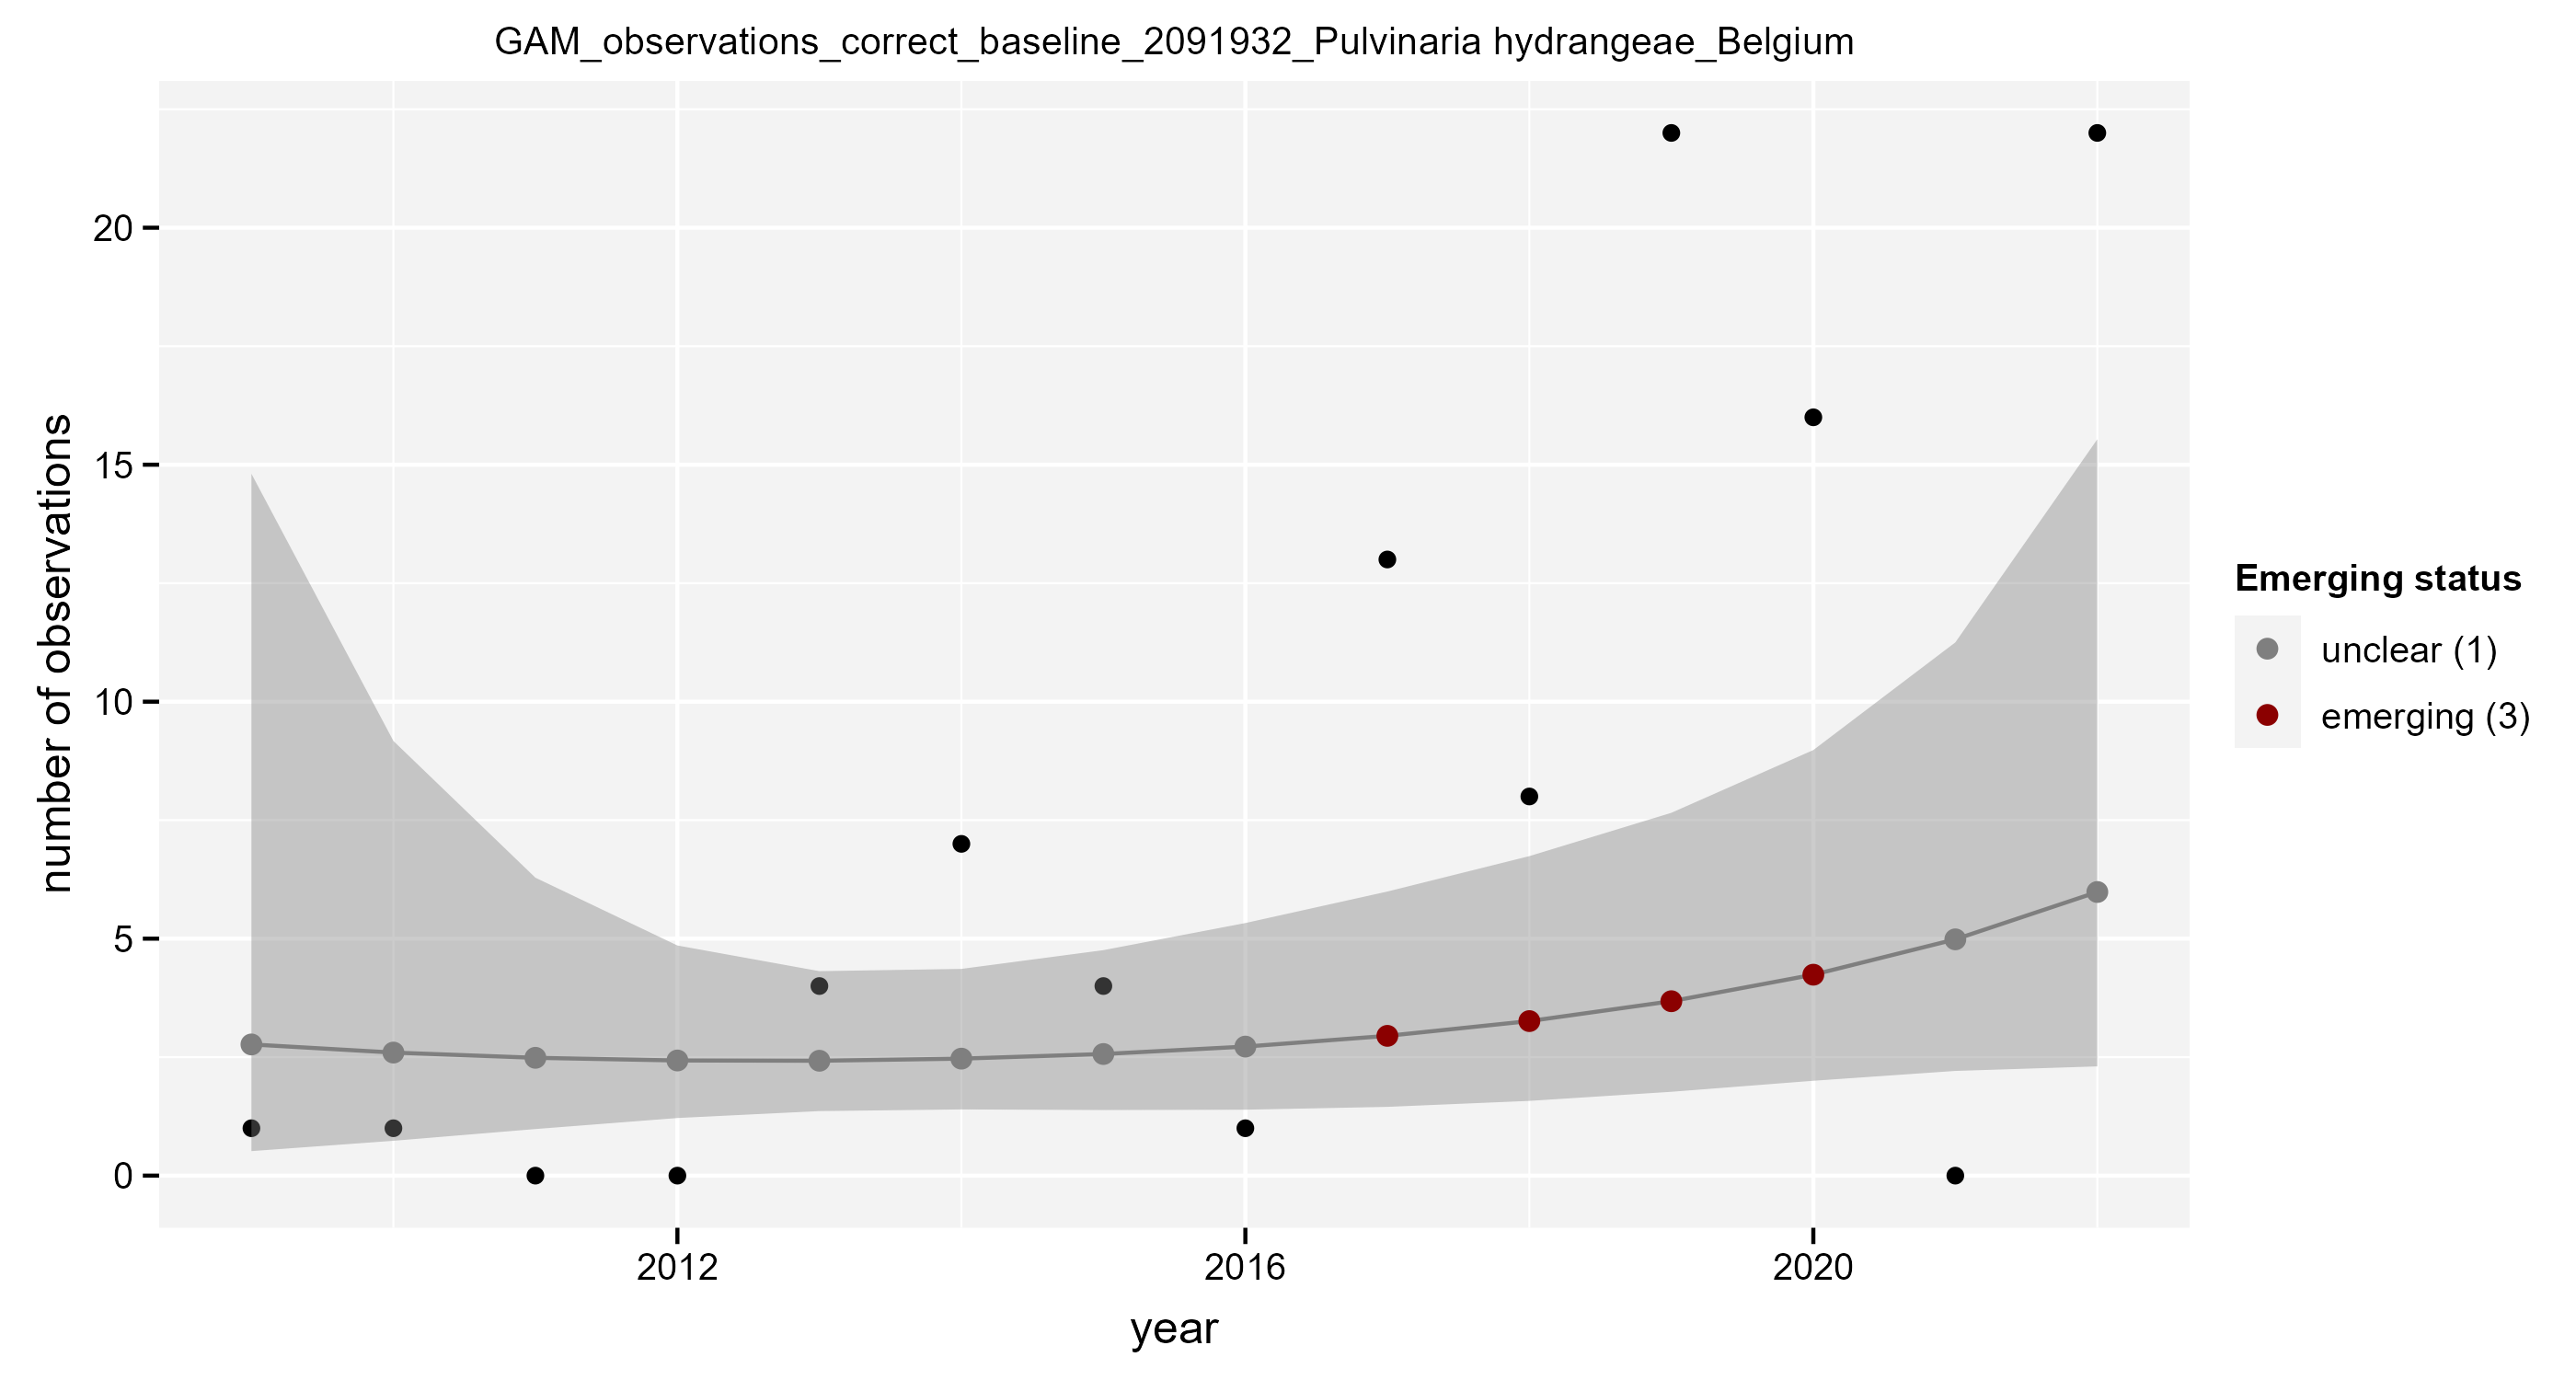 GAM_observations_correct_baseline_2091932_Pulvinaria hydrangeae_Belgium
number of observations
20
15
10
5
0
2012 2016 2020
year
Emerging status
unclear (1)
emerging (3)